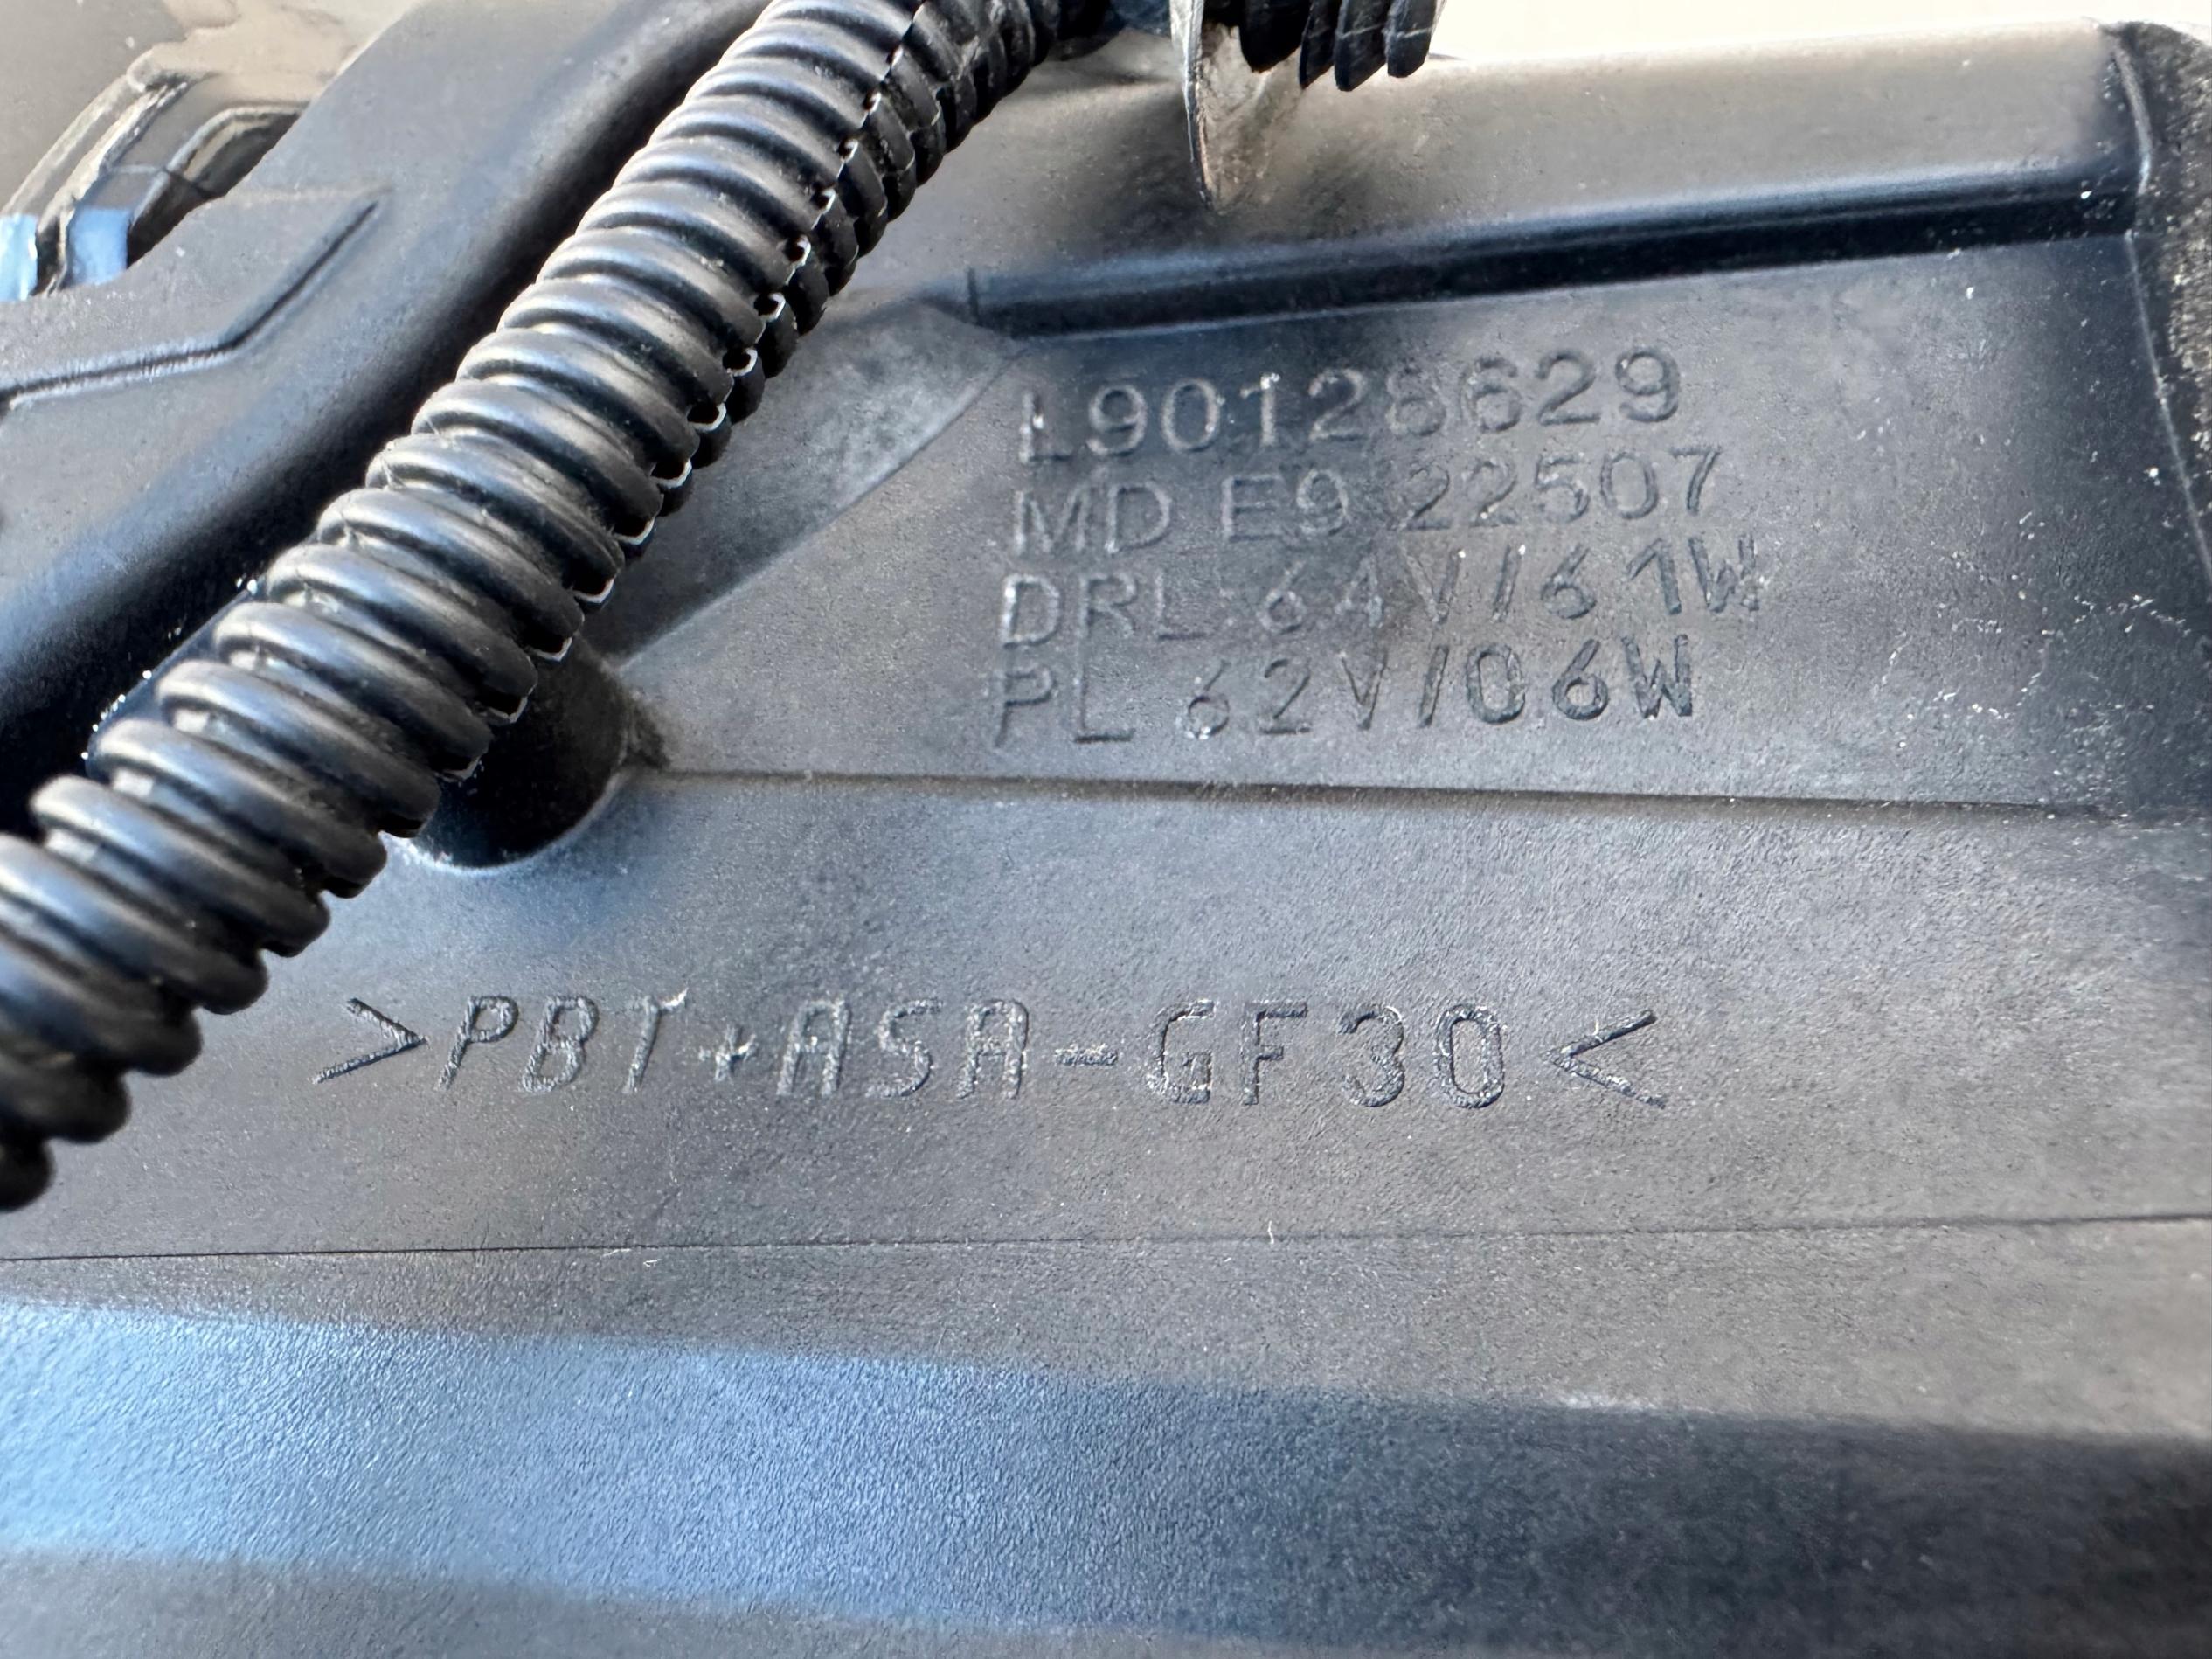 L90128629
MD E9 22507
DRL 64V/61W
PL 62V/06W
>PBT+ASA-GF30<